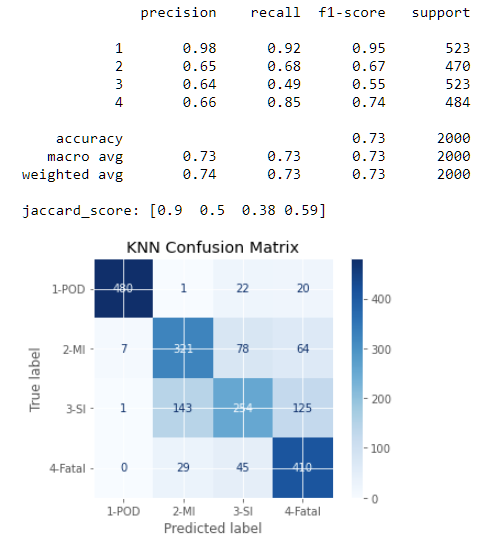 precision recall f1-score support
1 0.98 0.92 0.95 523
2 0.65 0.68 0.67 470
3 0.64 0.49 0.55 523
4 0.66 0.85 0.74 484
accuracy 0.73 2000
macro avg 0.73 0.73 0.73 2000
weighted avg 0.74 0.73 0.73 2000
jaccard_score: [0.9 0.5 0.38 0.59]
KNN Confusion Matrix
1-POD 480 1 22 20
400
2-MI 7 321 78 64
300
True label
200
3-SI 1 143 254 125
100
4-Fatal 0 29 45 410
0
1-POD 2-MI 3-SI 4-Fatal
Predicted label